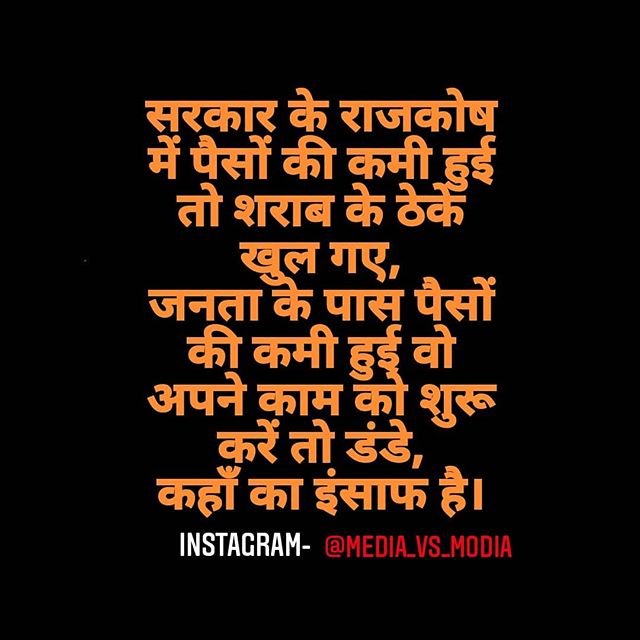 सरकार के राजकोष
में पैसों की कमी हुई
तो शराब के ठेके
खुल गए,
जनता के पास पैसों
की कमी हुई वो
अपने काम को शुरू
करें तो डंडे,
कहाँ का इंसाफ है।
INSTAGRAM- @MEDIA_VS_MODIA